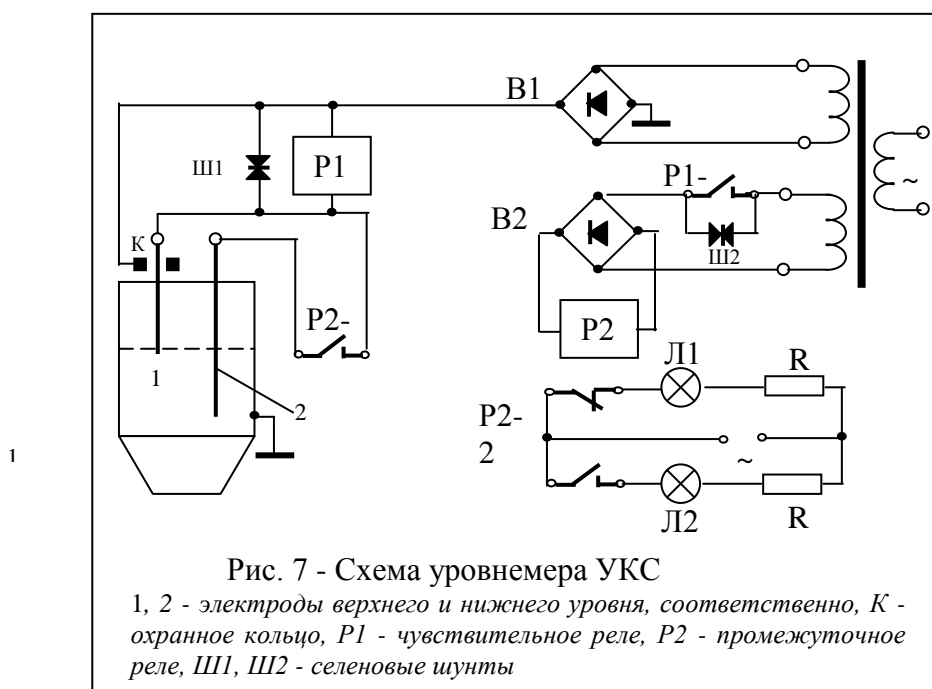 В1
Ш1
Р1
Р1-
~
К
В2
Ш2
Р2-
Р2
1
2
Л1
R
Р2-
2
~
1
Л2
R
Рис. 7 - Схема уровнемера УКС
1, 2 - электроды верхнего и нижнего уровня, соответственно, К -
охранное кольцо, Р1 - чувствительное реле, Р2 - промежуточное
реле, Ш1, Ш2 - селеновые шунты